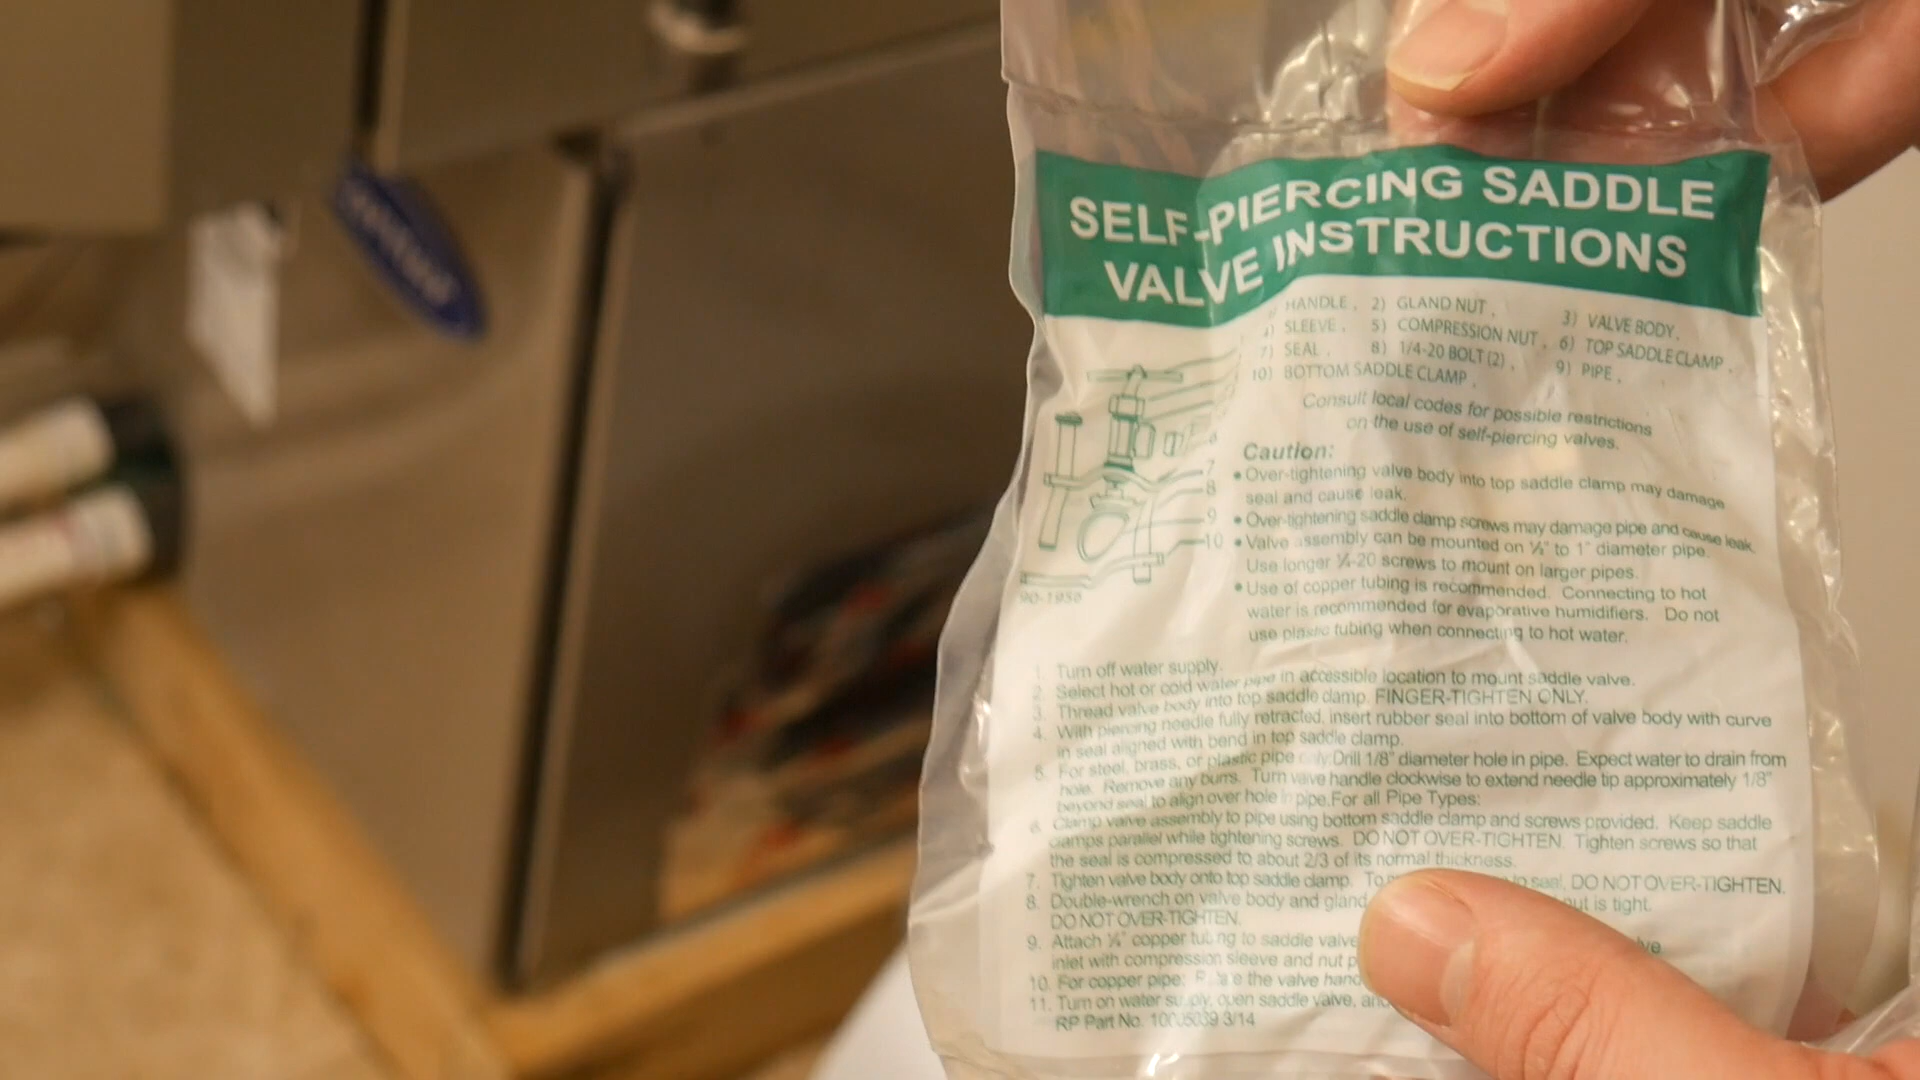 SELF-PIERCING SADDLE
VALVE INSTRUCTIONS
HANDLE, 2) GLAND NUT, 3) VALVE BODY,
4) SLEEVE, 5) COMPRESSION NUT, 6) TOP SADDLE CLAMP,
7) SEAL, 8) 1/4-20 BOLT (2), 9) PIPE,
10) BOTTOM SADDLE CLAMP,
Consult local codes for possible restrictions
on the use of self-piercing valves.
Caution:
• Over-tightening valve body into top saddle clamp may damage
seal and cause leak.
• Over-tightening saddle clamp screws may damage pipe and cause leak.
• Valve assembly can be mounted on to 1" diameter pipe.
Use longer ¼-20 screws to mount on larger pipes.
• Use of copper tubing is recommended. Connecting to hot
water is recommended for evaporative humidifiers. Do not
use plastic tubing when connecting to hot water.
6
7
8
9
10
90-1956
1. Turn off water supply.
2. Select hot or cold water pipe in accessible location to mount saddle valve.
3. Thread valve body into top saddle clamp. FINGER-TIGHTEN ONLY.
4. With piercing needle fully retracted, insert rubber seal into bottom of valve body with curve
in seal aligned with bend in top saddle clamp.
5. For steel, brass, or plastic pipe only: Drill 1/8" diameter hole in pipe. Expect water to drain from
hole. Remove any burrs. Turn valve handle clockwise to extend needle tip approximately 1/8"
beyond seal to align over hole in pipe. For all Pipe Types:
6. Clamp valve assembly to pipe using bottom saddle clamp and screws provided. Keep saddle
clamps parallel while tightening screws. DO NOT OVER-TIGHTEN. Tighten screws so that
the seal is compressed to about 2/3 of its normal thickness.
7. Tighten valve body onto top saddle clamp. To to seal, DO NOT OVER-TIGHTEN.
8. Double-wrench on valve body and gland nut is tight.
DO NOT OVER-TIGHTEN.
9. Attach ¼" copper tubing to saddle valve
inlet with compression sleeve and nut
10. For copper pipe: the valve
11. Turn on water supply, open saddle valve, and
RP Part No. 3/14